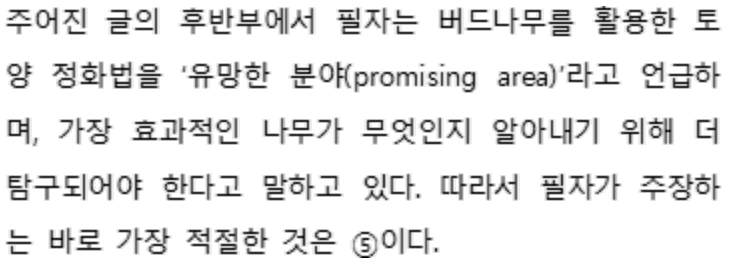 주어진 글의 후반부에서 필자는 버드나무를 활용한 토
양 정화법을 ‘유망한 분야(promising area)’라고 언급하
며, 가장 효과적인 나무가 무엇인지 알아내기 위해 더
탐구되어야 한다고 말하고 있다. 따라서 필자가 주장하
는 바로 가장 적절한 것은 ⑤이다.